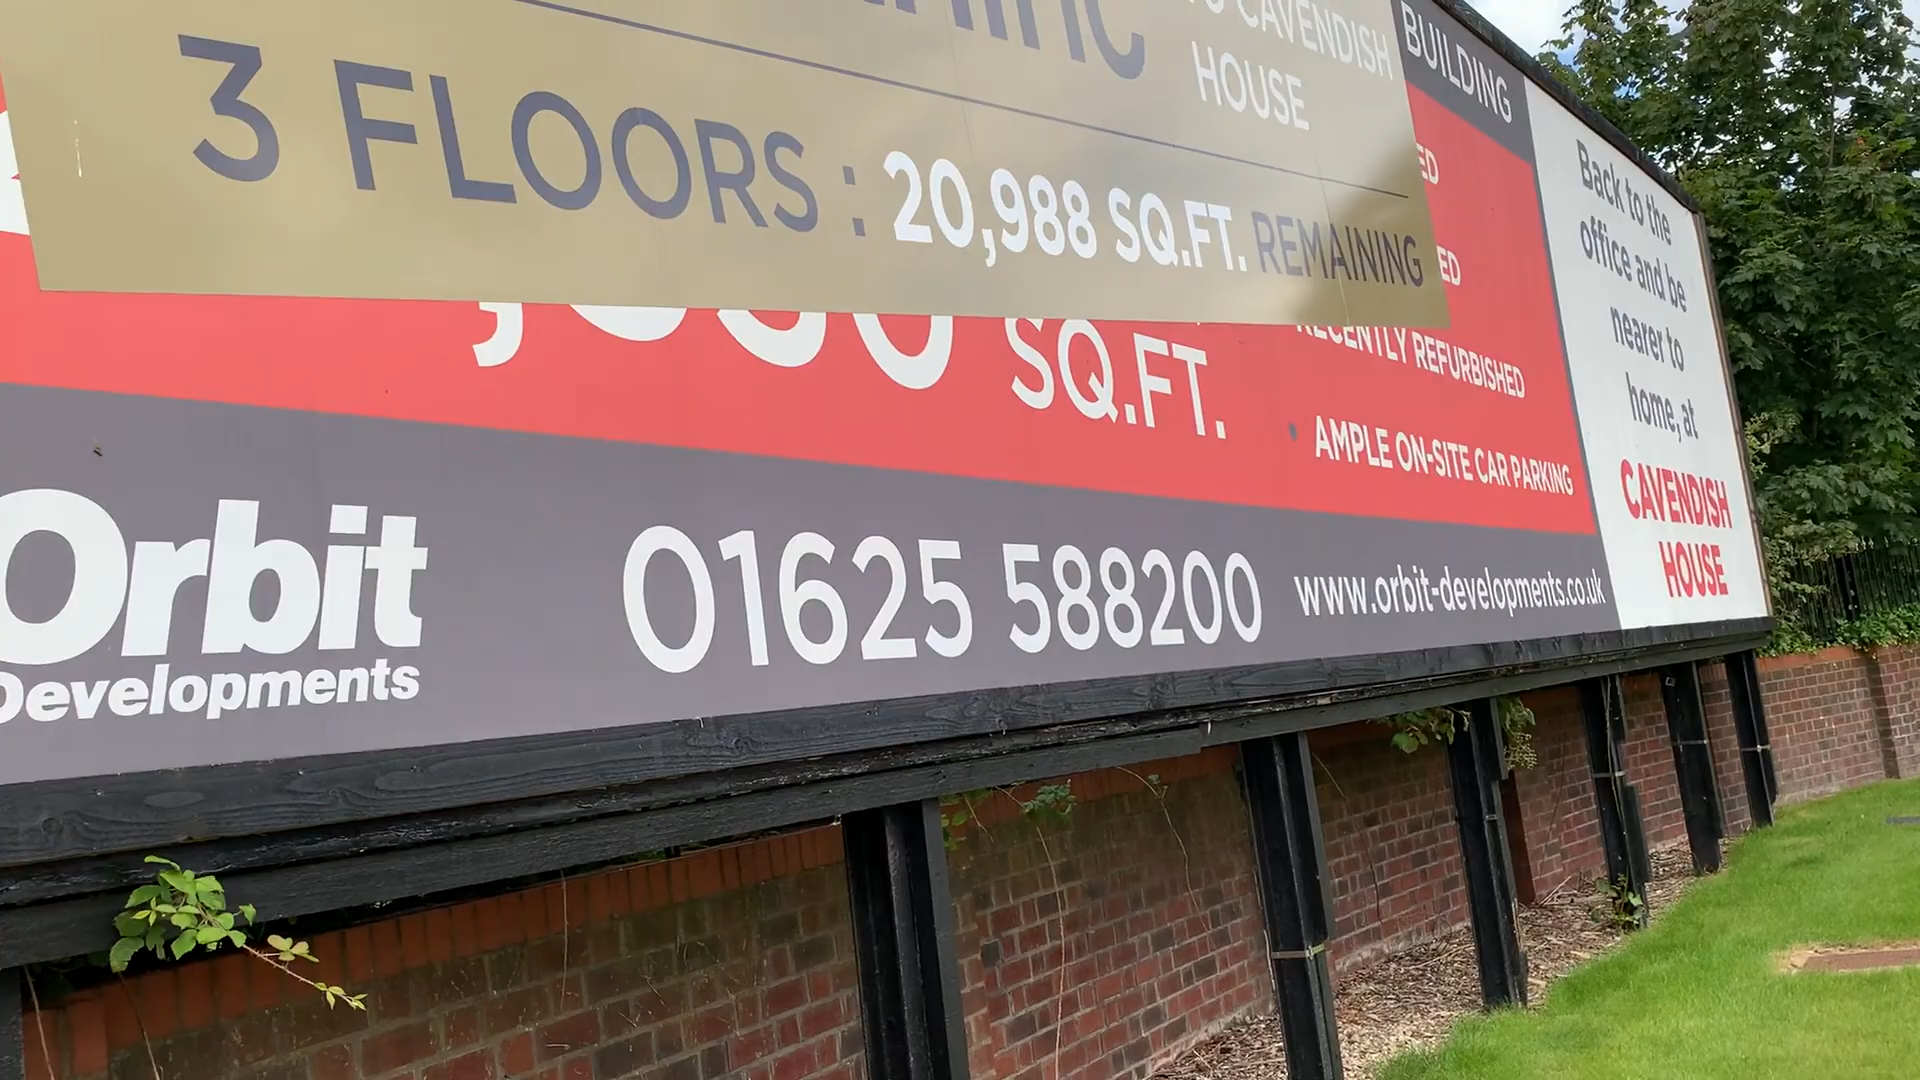 CAVENDISH
HOUSE
3 FLOORS : 20,988 SQ.FT. REMAINING
SQ.FT.
BUILDING
RECENTLY REFURBISHED
• AMPLE ON-SITE CAR PARKING
Orbit
Developments
01625 588200
www.orbit-developments.co.uk
Back to the
office and be
nearer to
home, at
CAVENDISH
HOUSE